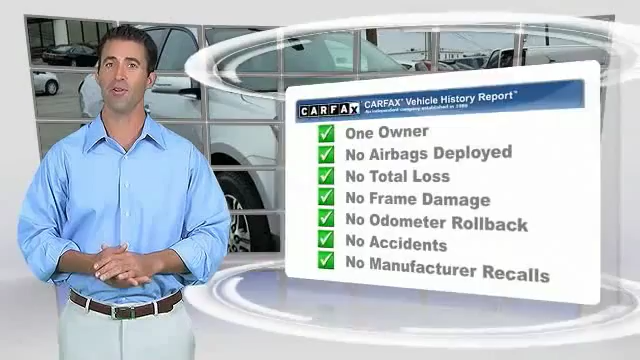 CARFAX CARFAX® Vehicle History Report™
An independent company established in 1986
One Owner
No Airbags Deployed
No Total Loss
No Frame Damage
No Odometer Rollback
No Accidents
No Manufacturer Recalls